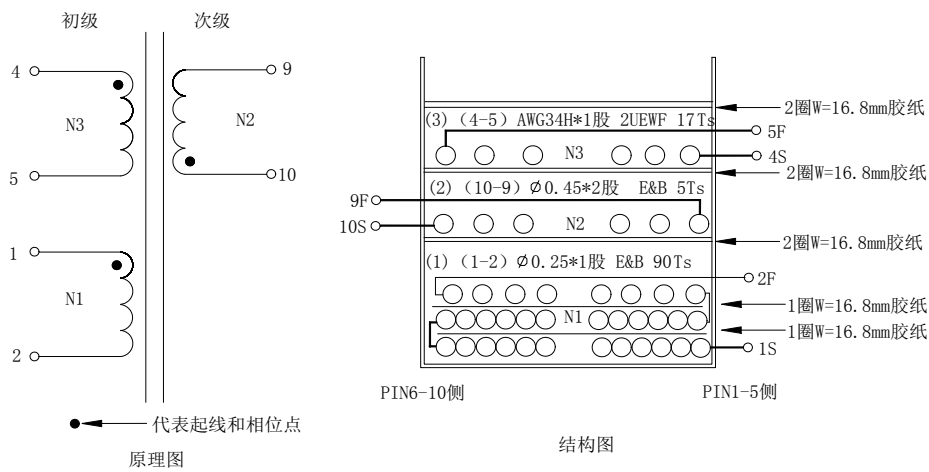 初级
次级
4
9
N3
N2
5
10
1
N1
2
代表起线和相位点
原理图
2圈W=16.8mm胶纸
(3) (4-5) AWG34H*1股 2UEWF 17Ts
5F
N3
4S
2圈W=16.8mm胶纸
(2) (10-9) Ø0.45*2股 E&B 5Ts
9F
10S
N2
2圈W=16.8mm胶纸
(1) (1-2) Ø0.25*1股 E&B 90Ts
2F
1圈W=16.8mm胶纸
N1
1圈W=16.8mm胶纸
1S
PIN6-10侧
PIN1-5侧
结构图